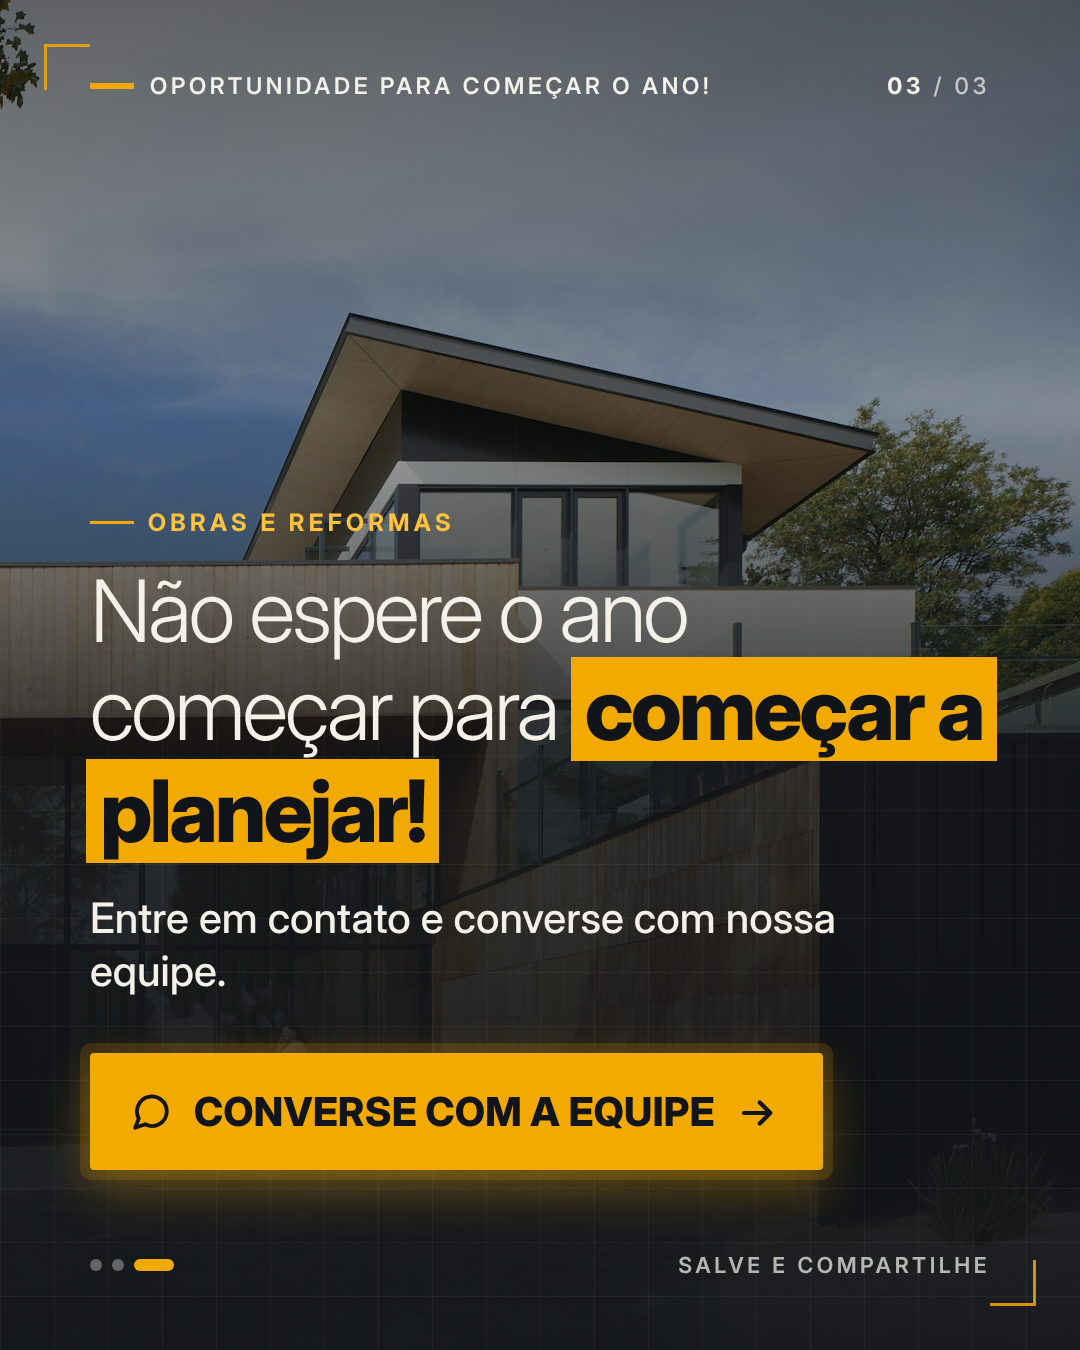 OPORTUNIDADE PARA COMEÇAR O ANO!
03 / 03
OBRAS E REFORMAS
Não espere o ano
começar para começar a
planejar!
Entre em contato e converse com nossa
equipe.
CONVERSE COM A EQUIPE →
SALVE E COMPARTILHE